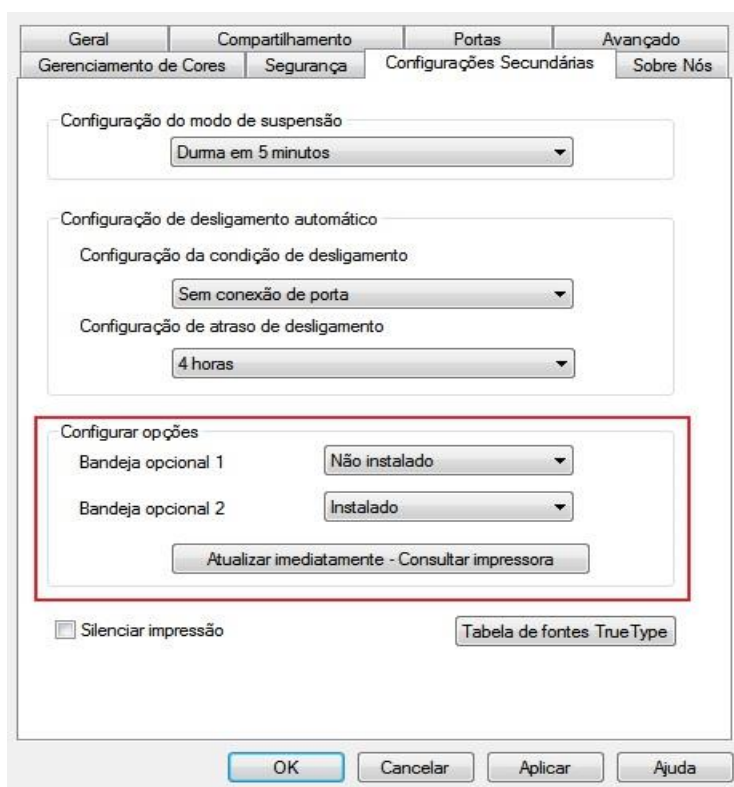 Geral Compartilhamento Portas Avançado
Gerenciamento de Cores Segurança Configurações Secundárias Sobre Nós
Configuração do modo de suspensão
Durma em 5 minutos
Configuração de desligamento automático
Configuração da condição de desligamento
Sem conexão de porta
Configuração de atraso de desligamento
4 horas
Configurar opções
Bandeja opcional 1 Não instalado
Bandeja opcional 2 Instalado
Atualizar imediatamente - Consultar impressora
Silenciar impressão Tabela de fontes TrueType
OK Cancelar Aplicar Ajuda